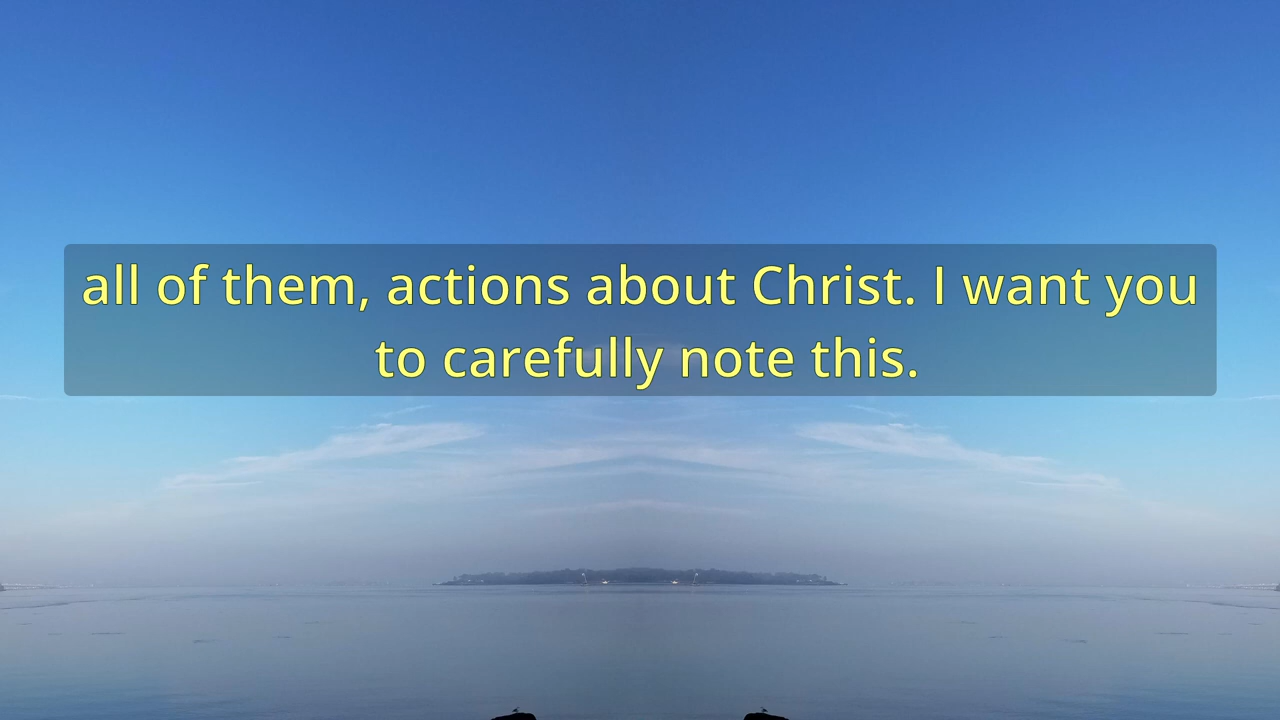 all of them, actions about Christ. I want you
to carefully note this.